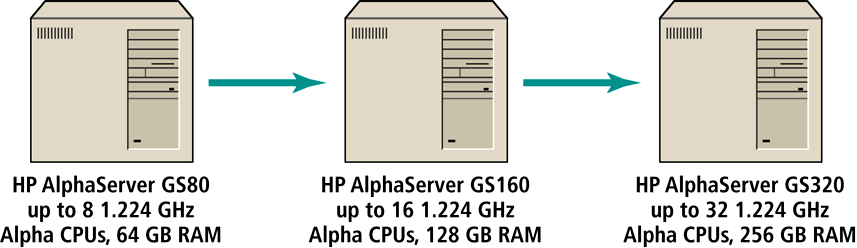 HP AlphaServer GS80
up to 8 1.224 GHz
Alpha CPUs, 64 GB RAM
HP AlphaServer GS160
up to 16 1.224 GHz
Alpha CPUs, 128 GB RAM
HP AlphaServer GS320
up to 32 1.224 GHz
Alpha CPUs, 256 GB RAM